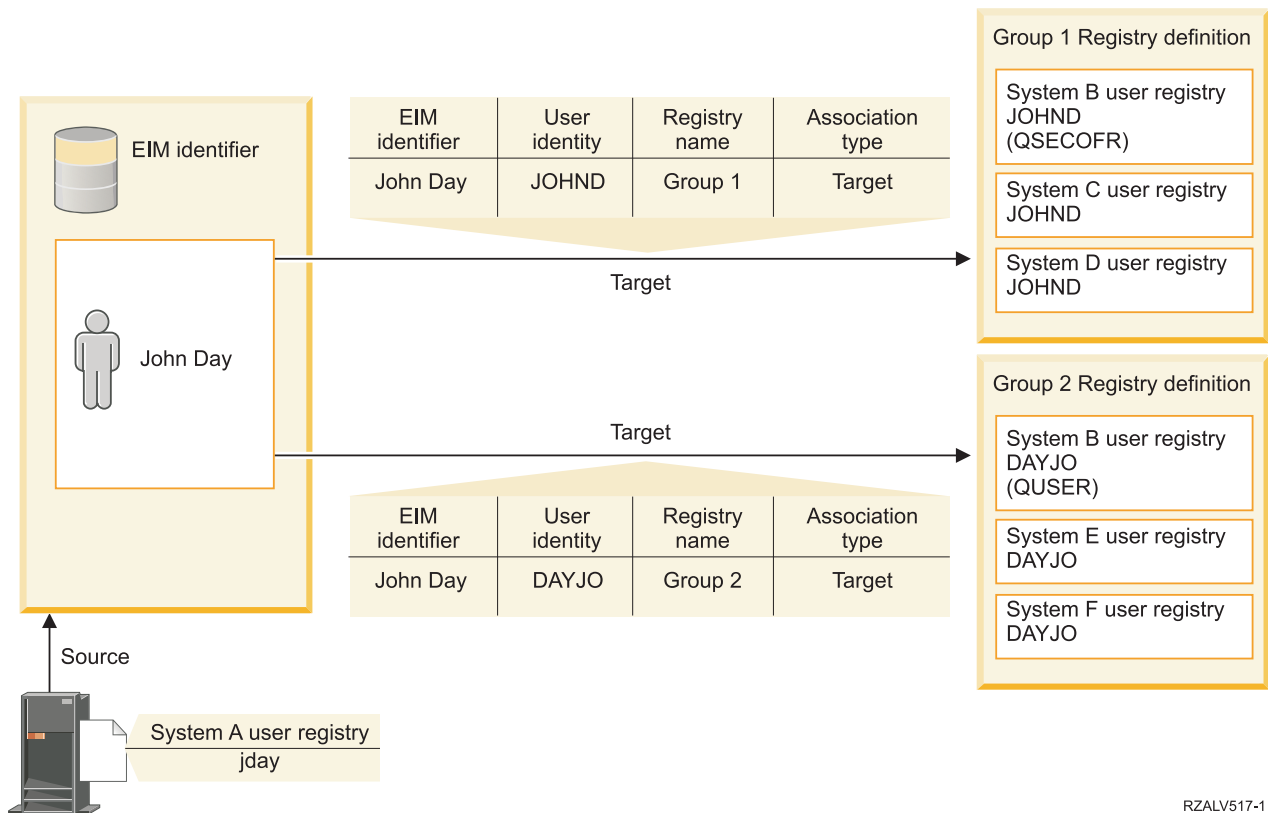 Group 1 Registry definition
System B user registry
JOHND
(QSECOFR)
System C user registry
JOHND
System D user registry
JOHND
EIM identifier
EIM identifier
User identity
Registry name
Association type
John Day
JOHND
Group 1
Target
Target
John Day
Group 2 Registry definition
System B user registry
DAYJO
(QUSER)
System E user registry
DAYJO
System F user registry
DAYJO
Target
EIM identifier
User identity
Registry name
Association type
John Day
DAYJO
Group 2
Target
Source
System A user registry
jday
RZALV517-1